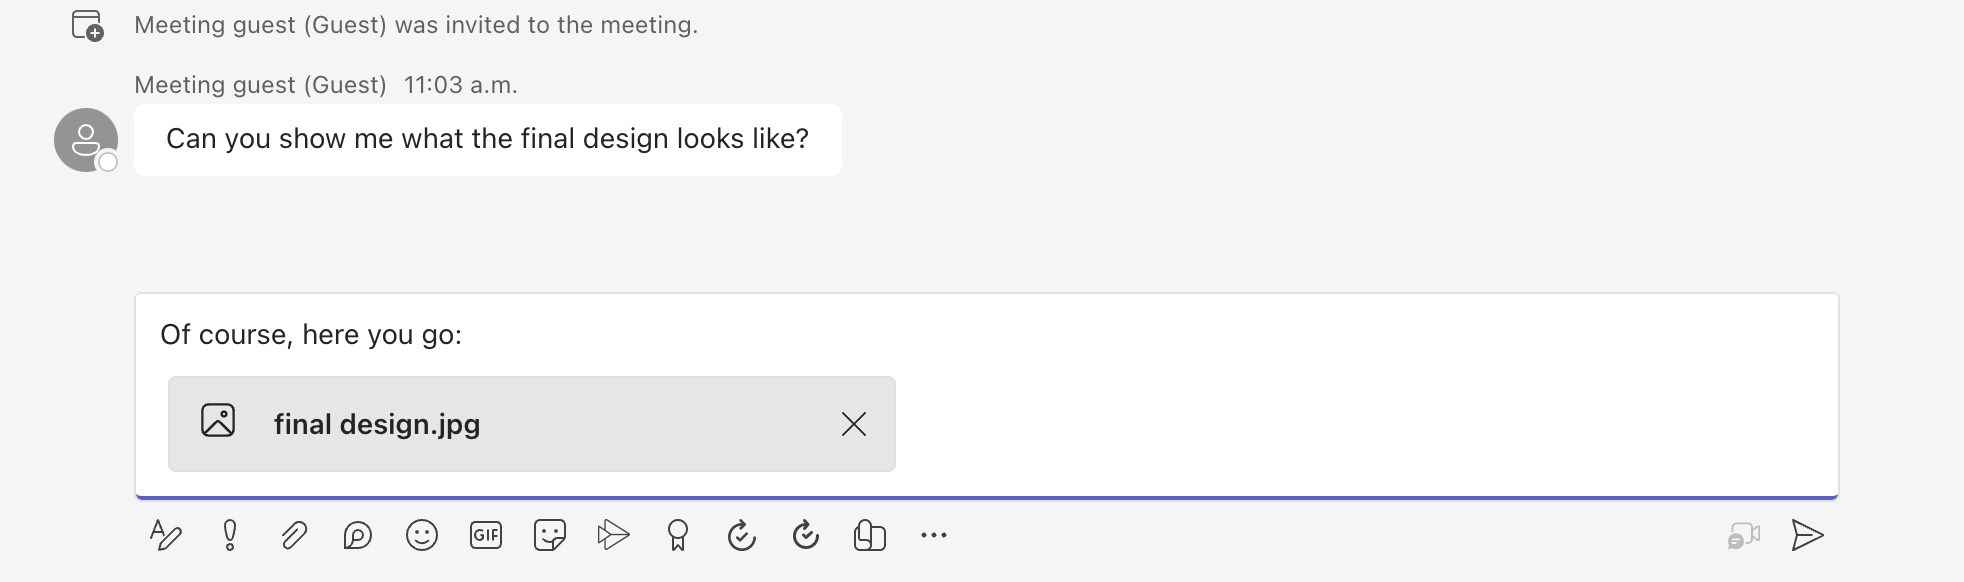 Meeting guest (Guest) was invited to the meeting.
Meeting guest (Guest) 11:03 a.m.
Can you show me what the final design looks like?
Of course, here you go:
final design.jpg
GIF